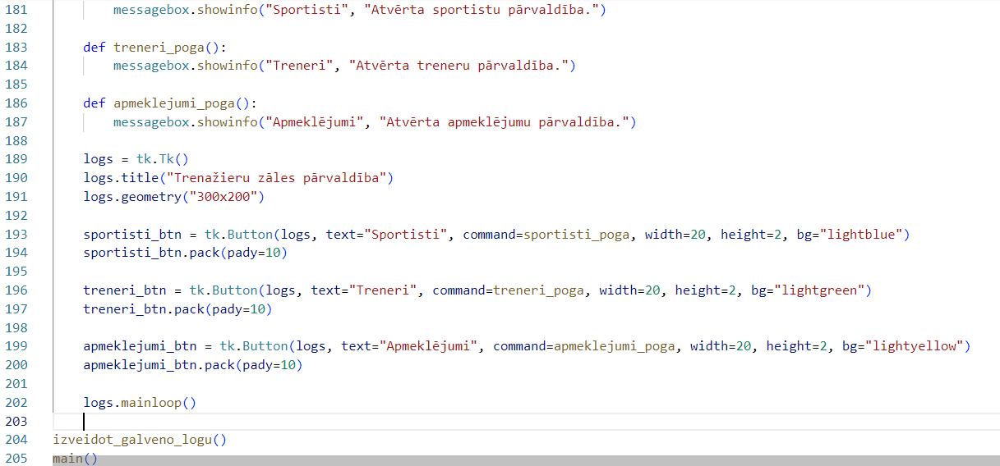 181 messagebox.showinfo("Sportisti", "Atvērta sportistu pārvaldība.")
182
183 def treneri_poga():
184 messagebox.showinfo("Treneri", "Atvērta treneru pārvaldība.")
185
186 def apmeklejumi_poga():
187 messagebox.showinfo("Apmeklējumi", "Atvērta apmeklējumu pārvaldība.")
188
189 logs = tk.Tk()
190 logs.title("Trenažieru zāles pārvaldība")
191 logs.geometry("300x200")
192
193 sportisti_btn = tk.Button(logs, text="Sportisti", command=sportisti_poga, width=20, height=2, bg="lightblue")
194 sportisti_btn.pack(pady=10)
195
196 treneri_btn = tk.Button(logs, text="Treneri", command=treneri_poga, width=20, height=2, bg="lightgreen")
197 treneri_btn.pack(pady=10)
198
199 apmeklejumi_btn = tk.Button(logs, text="Apmeklējumi", command=apmeklejumi_poga, width=20, height=2, bg="lightyellow")
200 apmeklejumi_btn.pack(pady=10)
201
202 logs.mainloop()
203
204 izveidot_galveno_logu()
205 main()